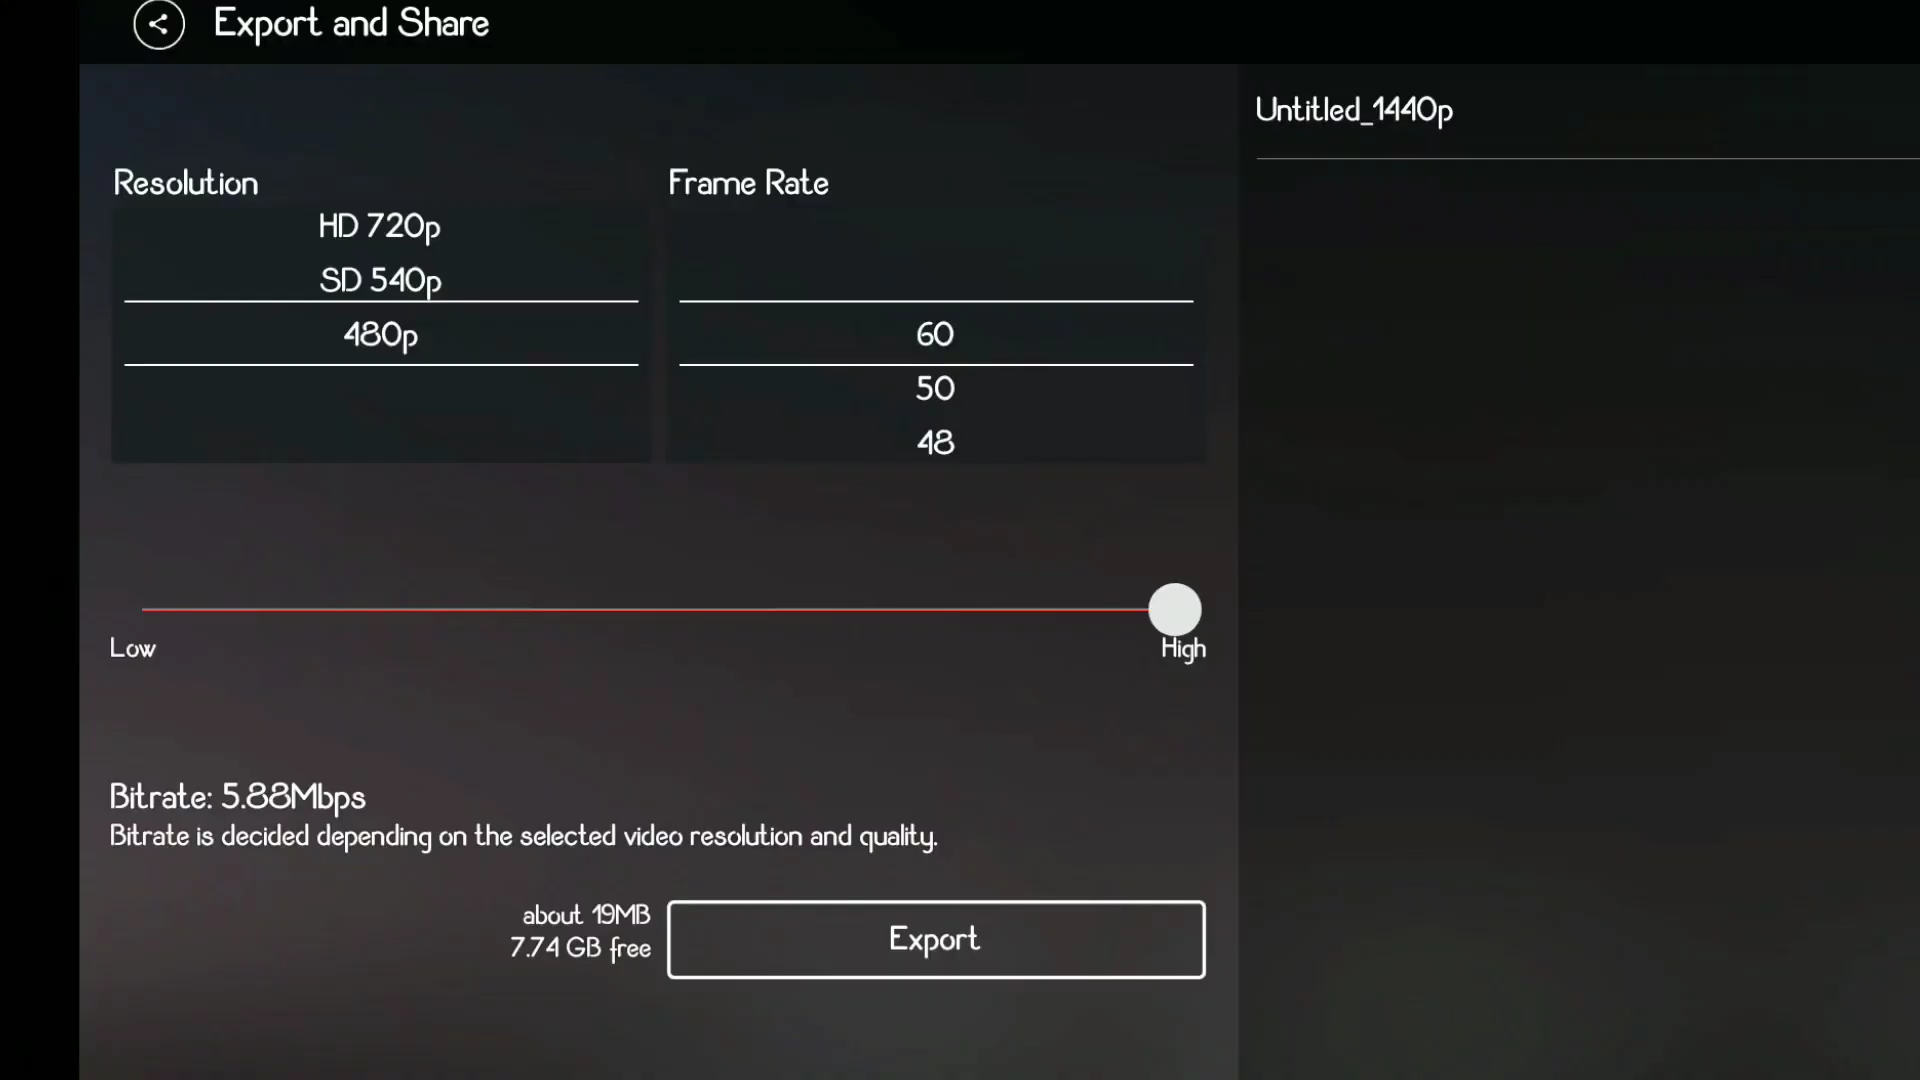 Export and Share
Untitled_1440p
Resolution
HD 720p
SD 540p
480p
Frame Rate
60
50
48
Low
High
Bitrate: 5.88Mbps
Bitrate is decided depending on the selected video resolution and quality.
about 19MB
7.74 GB free
Export